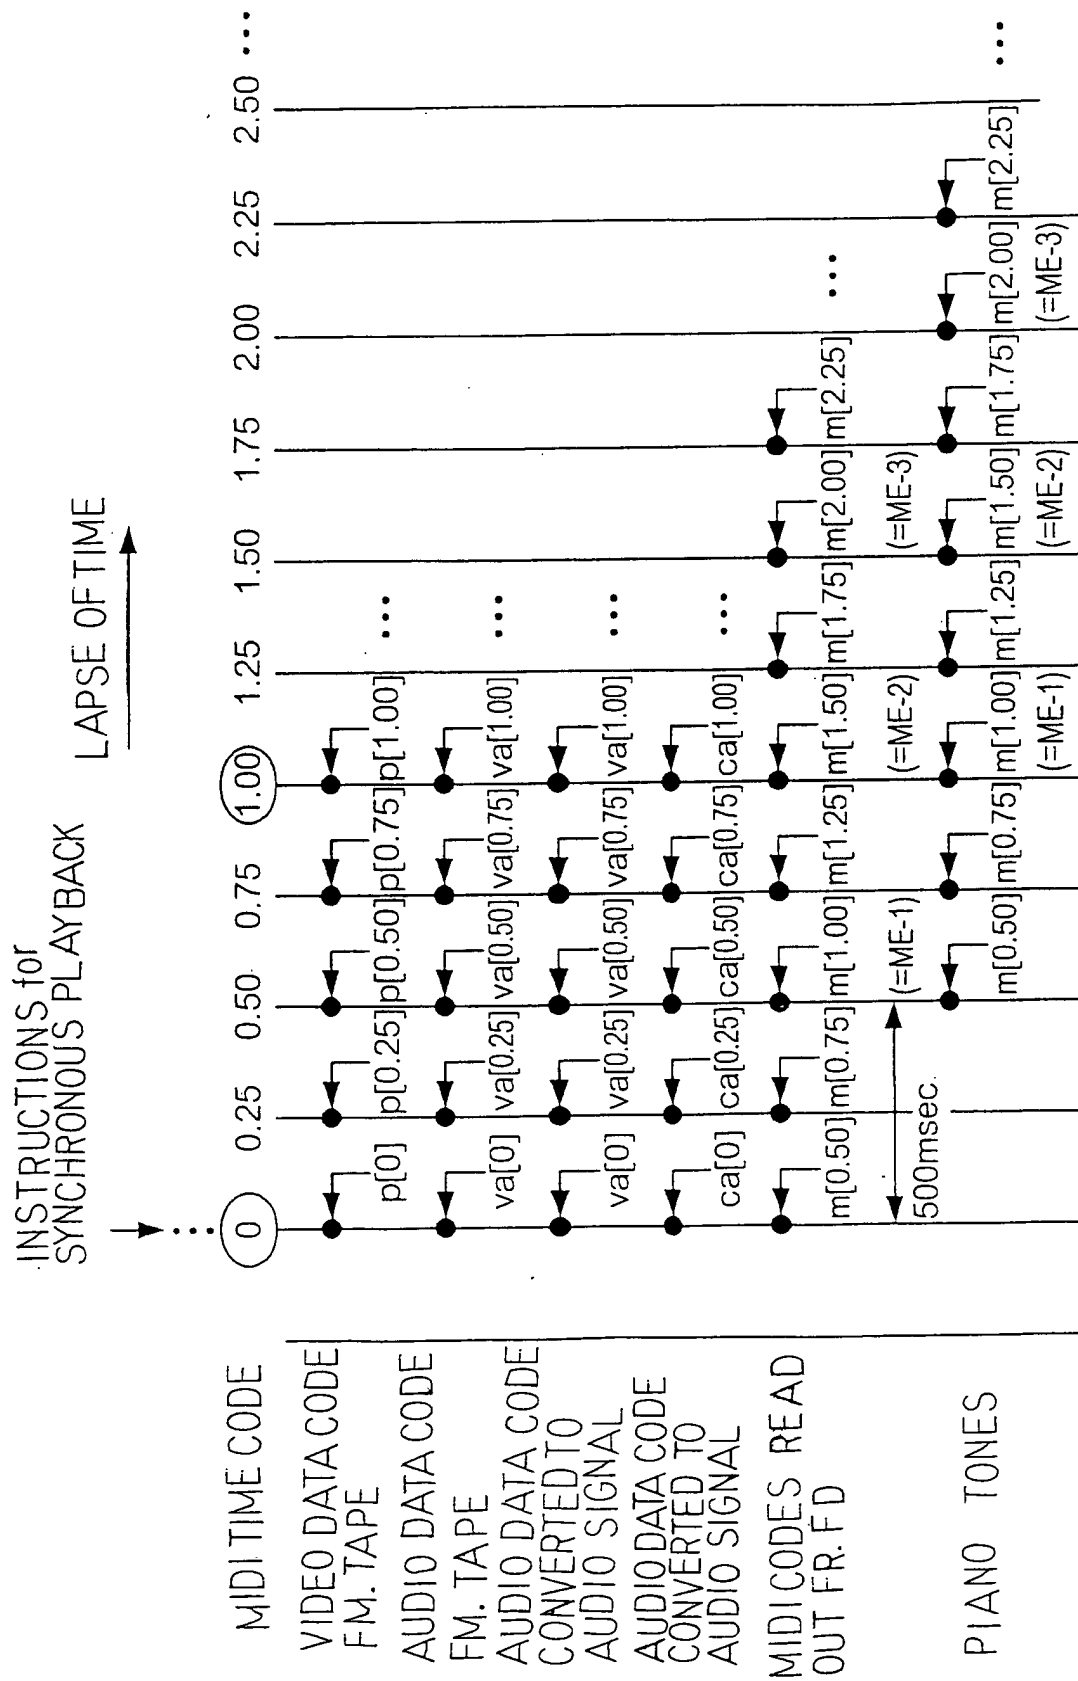 INSTRUCTIONS for
SYNCHRONOUS PLAYBACK
LAPSE OF TIME
MIDI TIME CODE
... 0 0.25 0.50 0.75 1.00 1.25 1.50 1.75 2.00 2.25 2.50 ...
VIDEO DATA CODE
FM. TAPE
p[0] p[0.25] p[0.50] p[0.75] p[1.00] ...
AUDIO DATA CODE
FM. TAPE
va[0] va[0.25] va[0.50] va[0.75] va[1.00] ...
AUDIO DATA CODE
CONVERTED TO
AUDIO SIGNAL
va[0] va[0.25] va[0.50] va[0.75] va[1.00] ...
AUDIO DATA CODE
CONVERTED TO
AUDIO SIGNAL
ca[0] ca[0.25] ca[0.50] ca[0.75] ca[1.00] ...
MIDI CODES READ
OUT FR. FD
m[0.50] m[0.75] m[1.00] m[1.25] m[1.50] m[1.75] m[2.00] m[2.25] ...
(=ME-1) (=ME-2) (=ME-3)
500msec.
PIANO TONES
m[0.50] m[0.75] m[1.00] m[1.25] m[1.50] m[1.75] m[2.00] m[2.25] ...
(=ME-1) (=ME-2) (=ME-3)